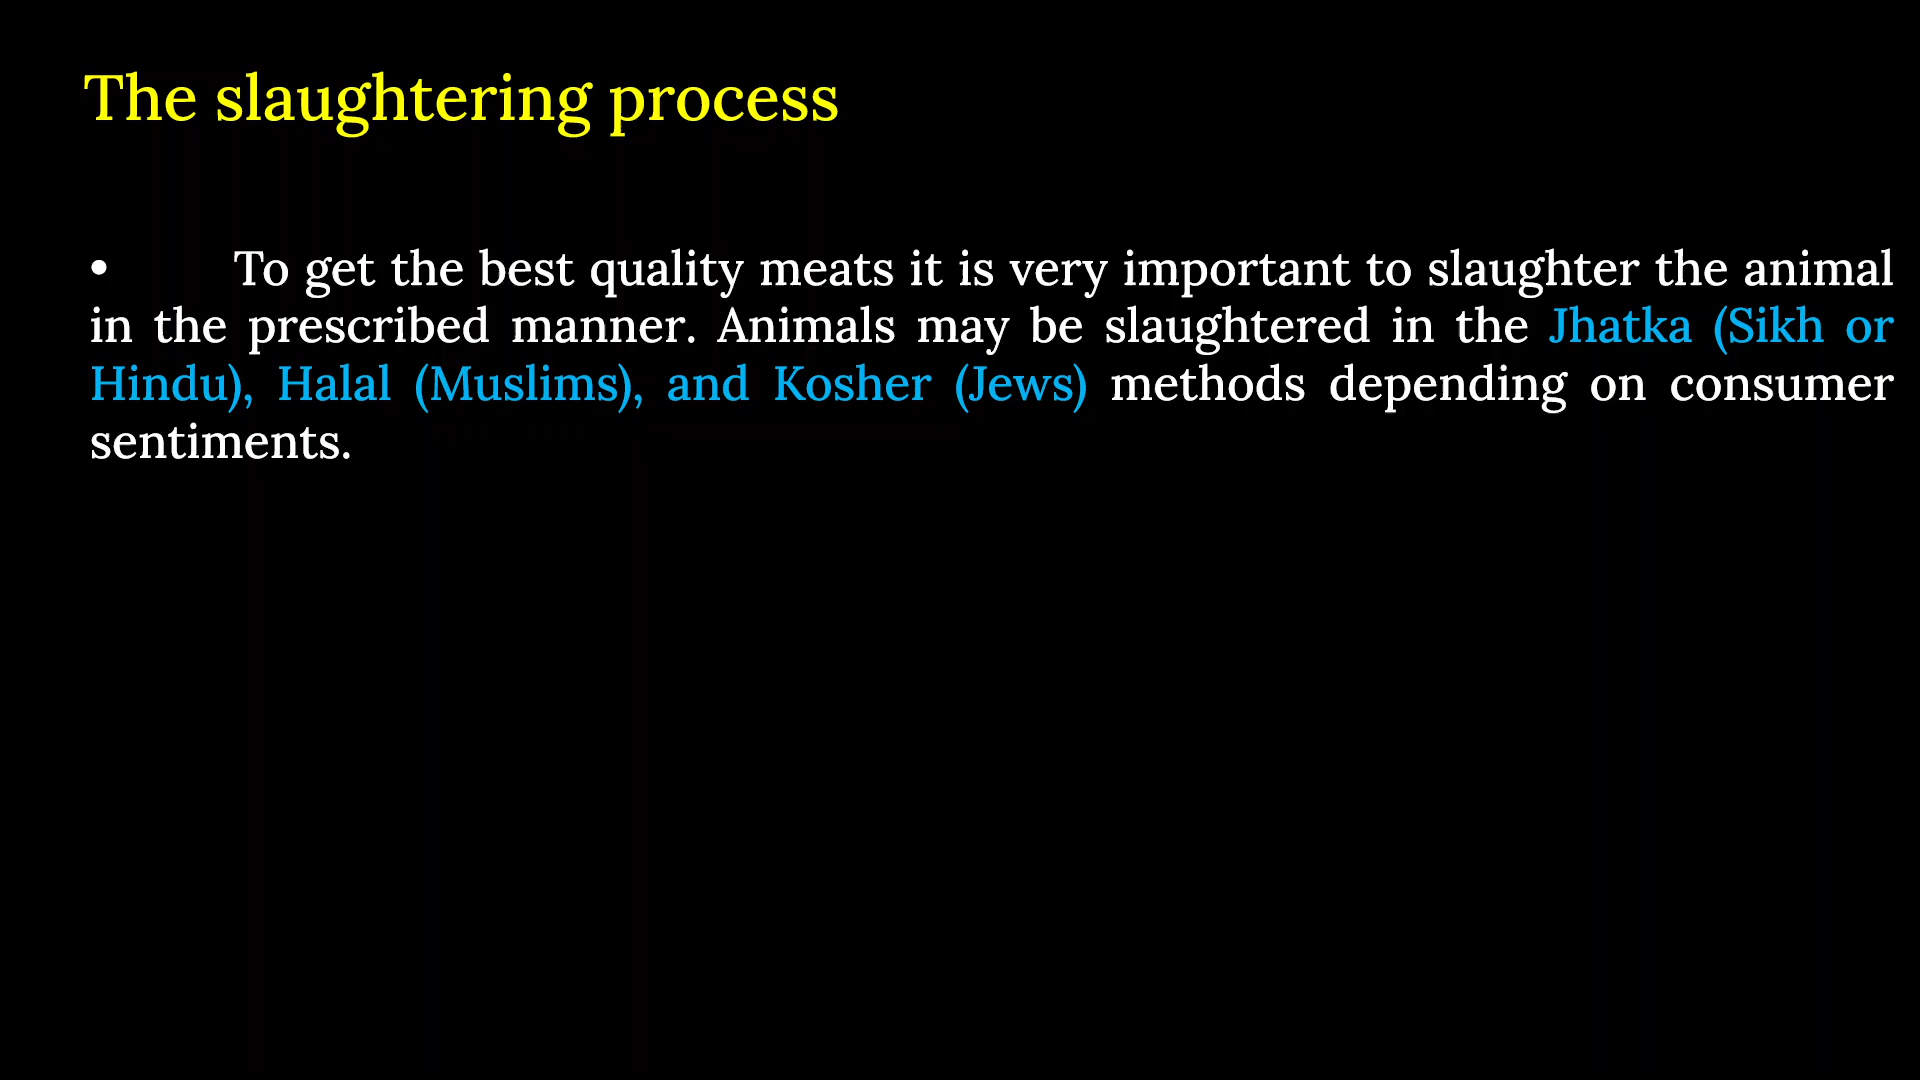 The slaughtering process
• To get the best quality meats it is very important to slaughter the animal
in the prescribed manner. Animals may be slaughtered in the Jhatka (Sikh or
Hindu), Halal (Muslims), and Kosher (Jews) methods depending on consumer
sentiments.